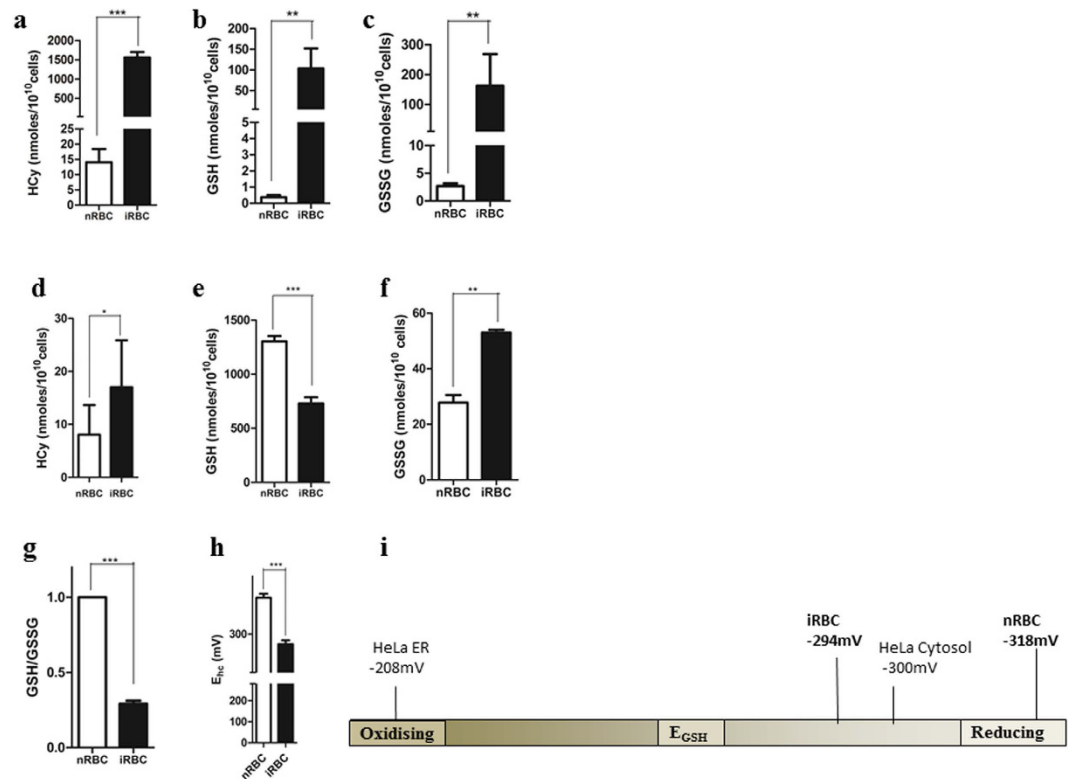 a
***
HCy (nmoles/10¹⁰cells)
2000
1500
1000
500
25
20
15
10
5
0
nRBC iRBC
b
**
GSH (nmoles/10¹⁰cells)
200
150
100
50
6
5
4
3
2
1
0
nRBC iRBC
c
**
GSSG (nmoles/10¹⁰cells)
300
200
100
10
5
0
nRBC iRBC
d
*
HCy (nmoles/10¹⁰cells)
30
20
10
0
nRBC iRBC
e
***
GSH (nmoles/10¹⁰cells)
1500
1000
500
0
nRBC iRBC
f
**
GSSG (nmoles/10¹⁰ cells)
60
40
20
0
nRBC iRBC
g
***
GSH/GSSG
1.0
0.5
0.0
nRBC iRBC
h
***
Ehc (mV)
300
200
100
0
nRBC
iRBC
i
HeLa ER
-208mV
iRBC
-294mV
HeLa Cytosol
-300mV
nRBC
-318mV
Oxidising
EGSH
Reducing